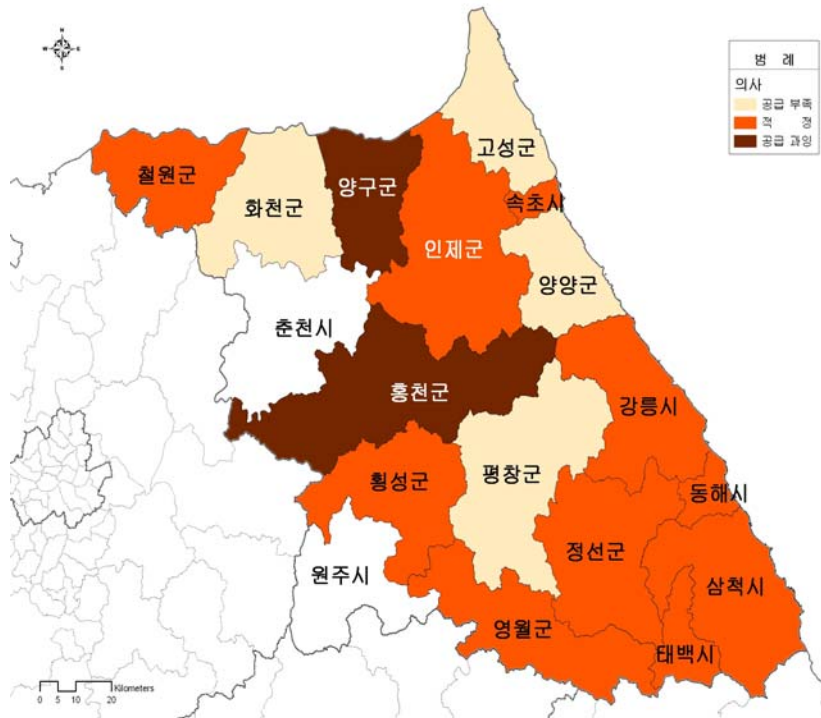 N
W E
S
범 례
의사
공급 부족
적 정
공급 과잉
고성군
철원군
양구군
화천군
속초시
인제군
양양군
춘천시
홍천군
강릉시
평창군
횡성군
동해시
정선군
원주시
삼척시
영월군
태백시
0 5 10 20 Kilometers